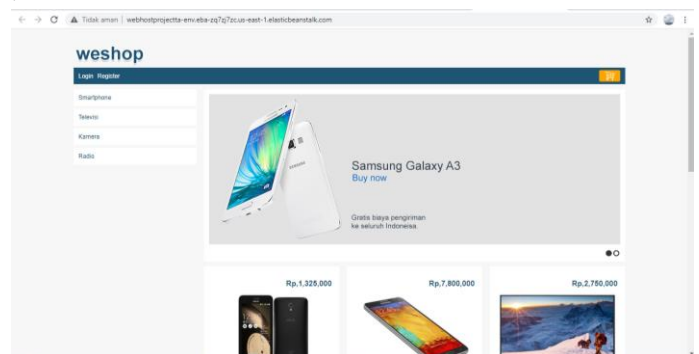 Tidak aman webhostprojectta-env.eba-zq7zj7zc.us-east-1.elasticbeanstalk.com
weshop
Login Register
Smartphone
Televisi
Kamera
Radio
SAMSUNG
Samsung Galaxy A3
Buy now
Gratis biaya pengiriman
ke seluruh Indoneisa.
Rp,1,325,000
Rp,7,800,000
Rp,2,750,000